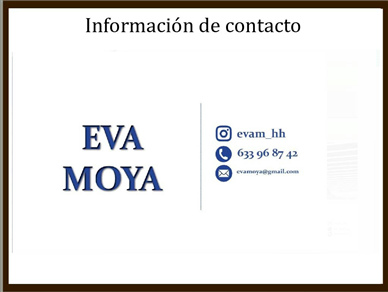 Información de contacto
EVA
MOYA
evam_hh
633 96 87 42
evamoya@gmail.com